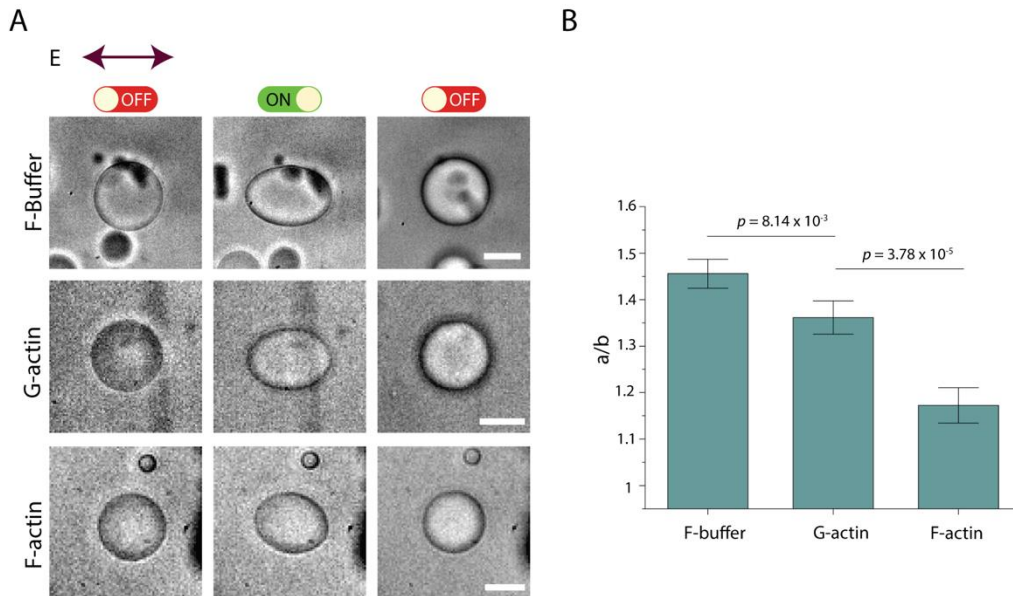 A
E
OFF
ON
OFF
F-Buffer
G-actin
F-actin
B
1.6
1.5
1.4
1.3
1.2
1.1
1
a/b
p = 8.14 x 10-3
p = 3.78 x 10-5
F-buffer
G-actin
F-actin